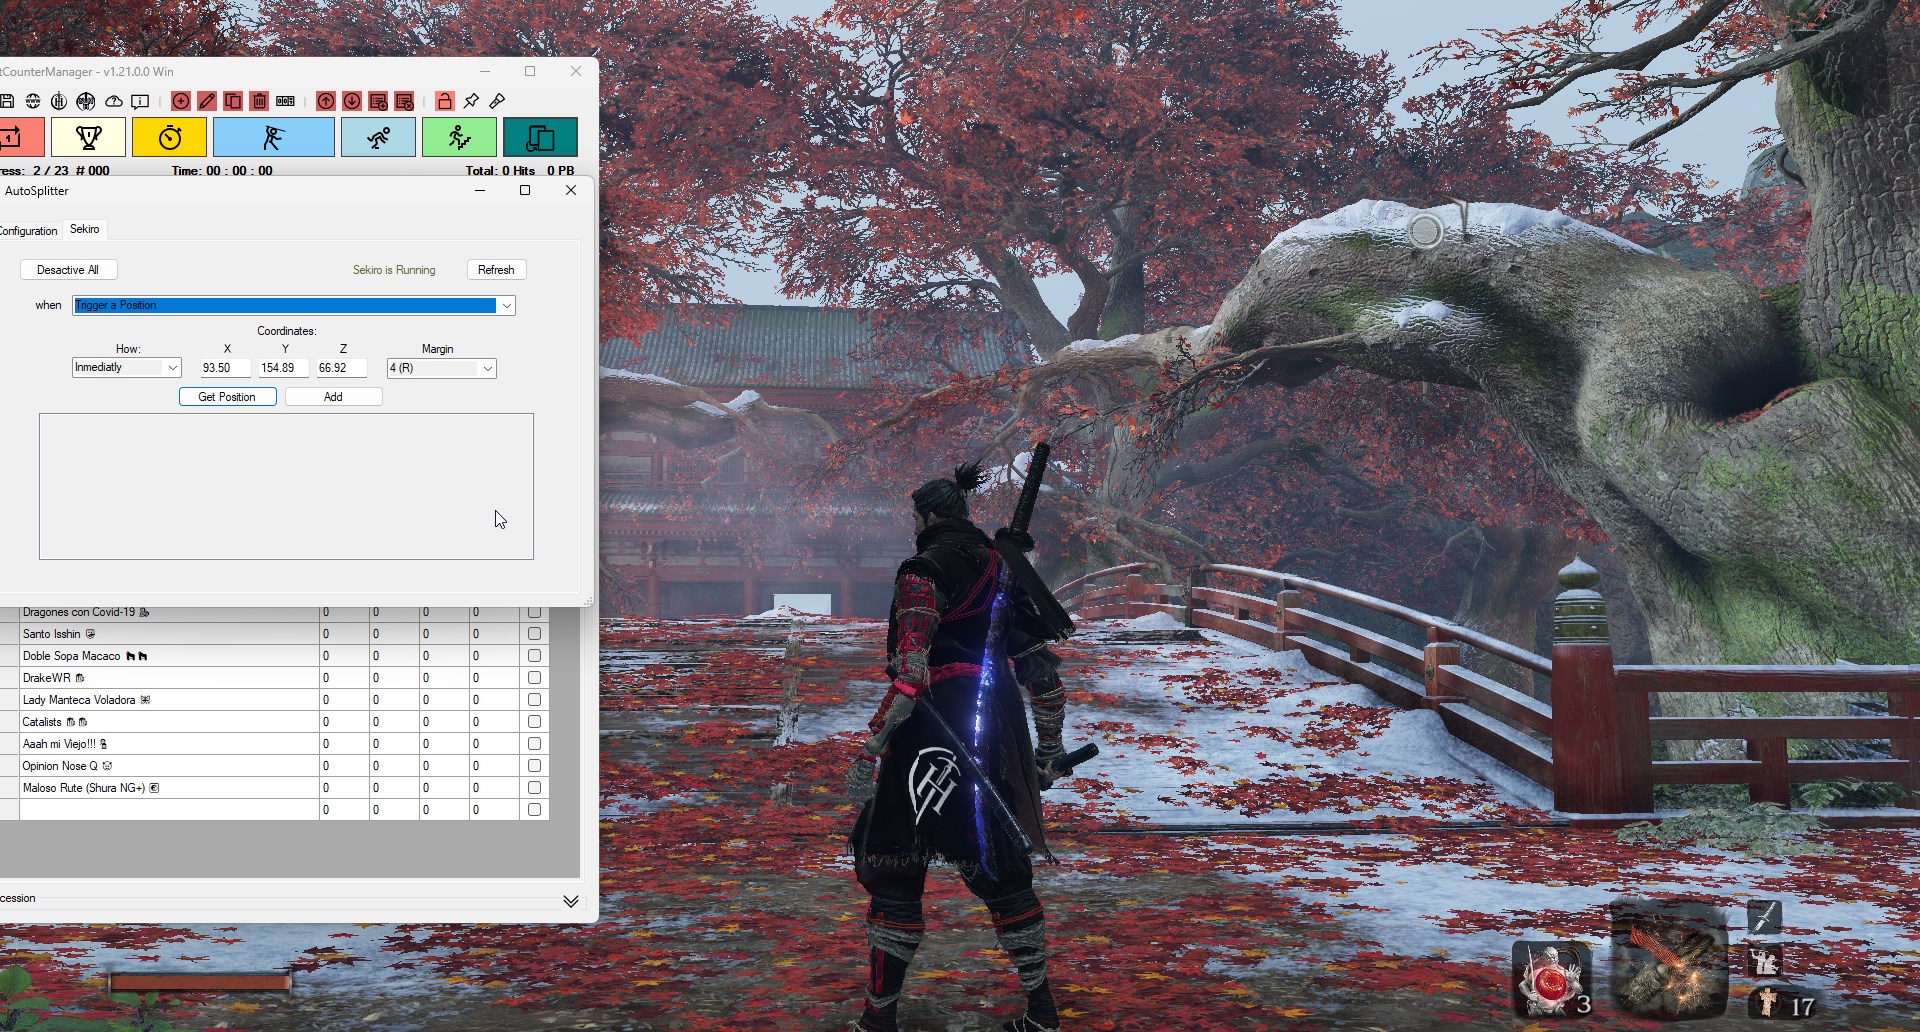 tCounterManager - v1.21.0.0 Win
ress: 2 / 23 # 000 Time: 00 : 00 : 00 Total: 0 Hits 0 PB
AutoSplitter
Configuration Sekiro
Desactive All Sekiro is Running Refresh
when Trigger a Position
Coordinates:
How: X Y Z Margin
Inmediatly 93.50 154.89 66.92 4 (R)
Get Position Add
Dragones con Covid-19 0 0 0 0
Santo Isshin 0 0 0 0
Doble Sopa Macaco 0 0 0 0
DrakeWR 0 0 0 0
Lady Manteca Voladora 0 0 0 0
Catalists 0 0 0 0
Aaah mi Viejo!!! 0 0 0 0
Opinion Nose Q 0 0 0 0
Maloso Rute (Shura NG+) 0 0 0 0
0 0 0 0
cession
3
17